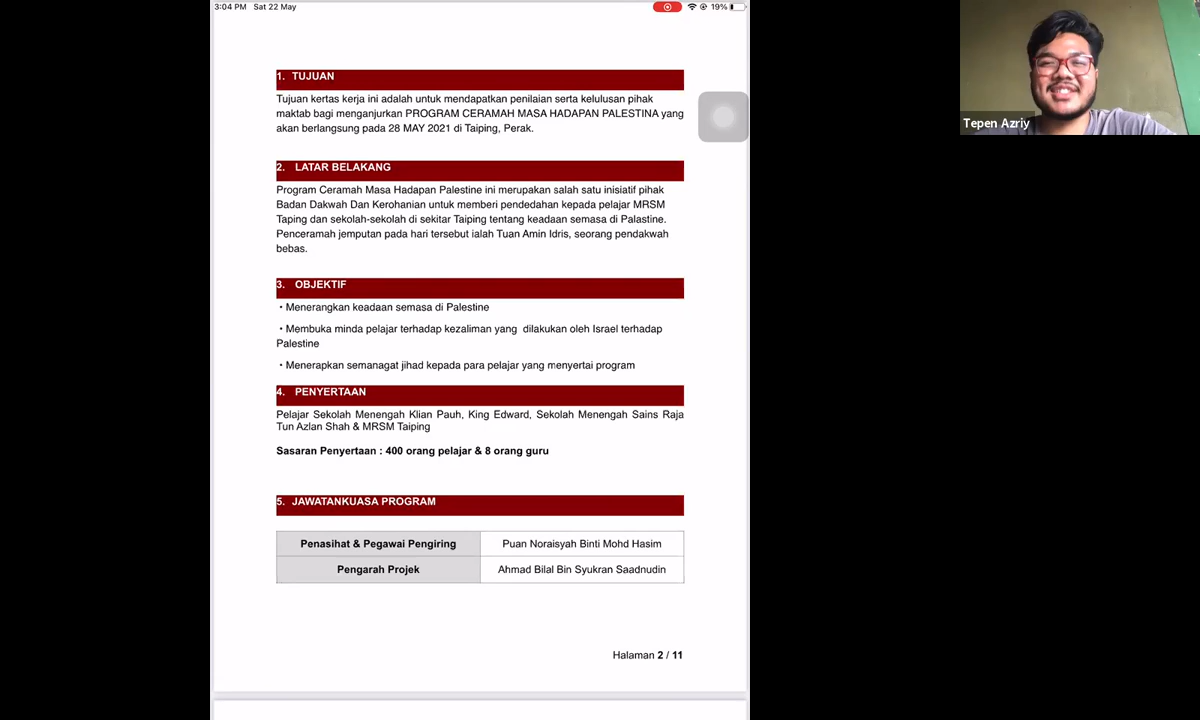 3:04 PM Sat 22 May
19%
Tepen Azriy
1. TUJUAN
Tujuan kertas kerja ini adalah untuk mendapatkan penilaian serta kelulusan pihak
maktab bagi menganjurkan PROGRAM CERAMAH MASA HADAPAN PALESTINA yang
akan berlangsung pada 28 MAY 2021 di Taiping, Perak.
2. LATAR BELAKANG
Program Ceramah Masa Hadapan Palestine ini merupakan salah satu inisiatif pihak
Badan Dakwah Dan Kerohanian untuk memberi pendedahan kepada pelajar MRSM
Taping dan sekolah-sekolah di sekitar Taiping tentang keadaan semasa di Palastine.
Penceramah jemputan pada hari tersebut ialah Tuan Amin Idris, seorang pendakwah
bebas.
3. OBJEKTIF
• Menerangkan keadaan semasa di Palestine
• Membuka minda pelajar terhadap kezaliman yang dilakukan oleh Israel terhadap
Palestine
• Menerapkan semanagat jihad kepada para pelajar yang menyertai program
4. PENYERTAAN
Pelajar Sekolah Menengah Klian Pauh, King Edward, Sekolah Menengah Sains Raja
Tun Azlan Shah & MRSM Taiping
Sasaran Penyertaan : 400 orang pelajar & 8 orang guru
5. JAWATANKUASA PROGRAM
Penasihat & Pegawai Pengiring Puan Noraisyah Binti Mohd Hasim
Pengarah Projek Ahmad Bilal Bin Syukran Saadnudin
Halaman 2 / 11